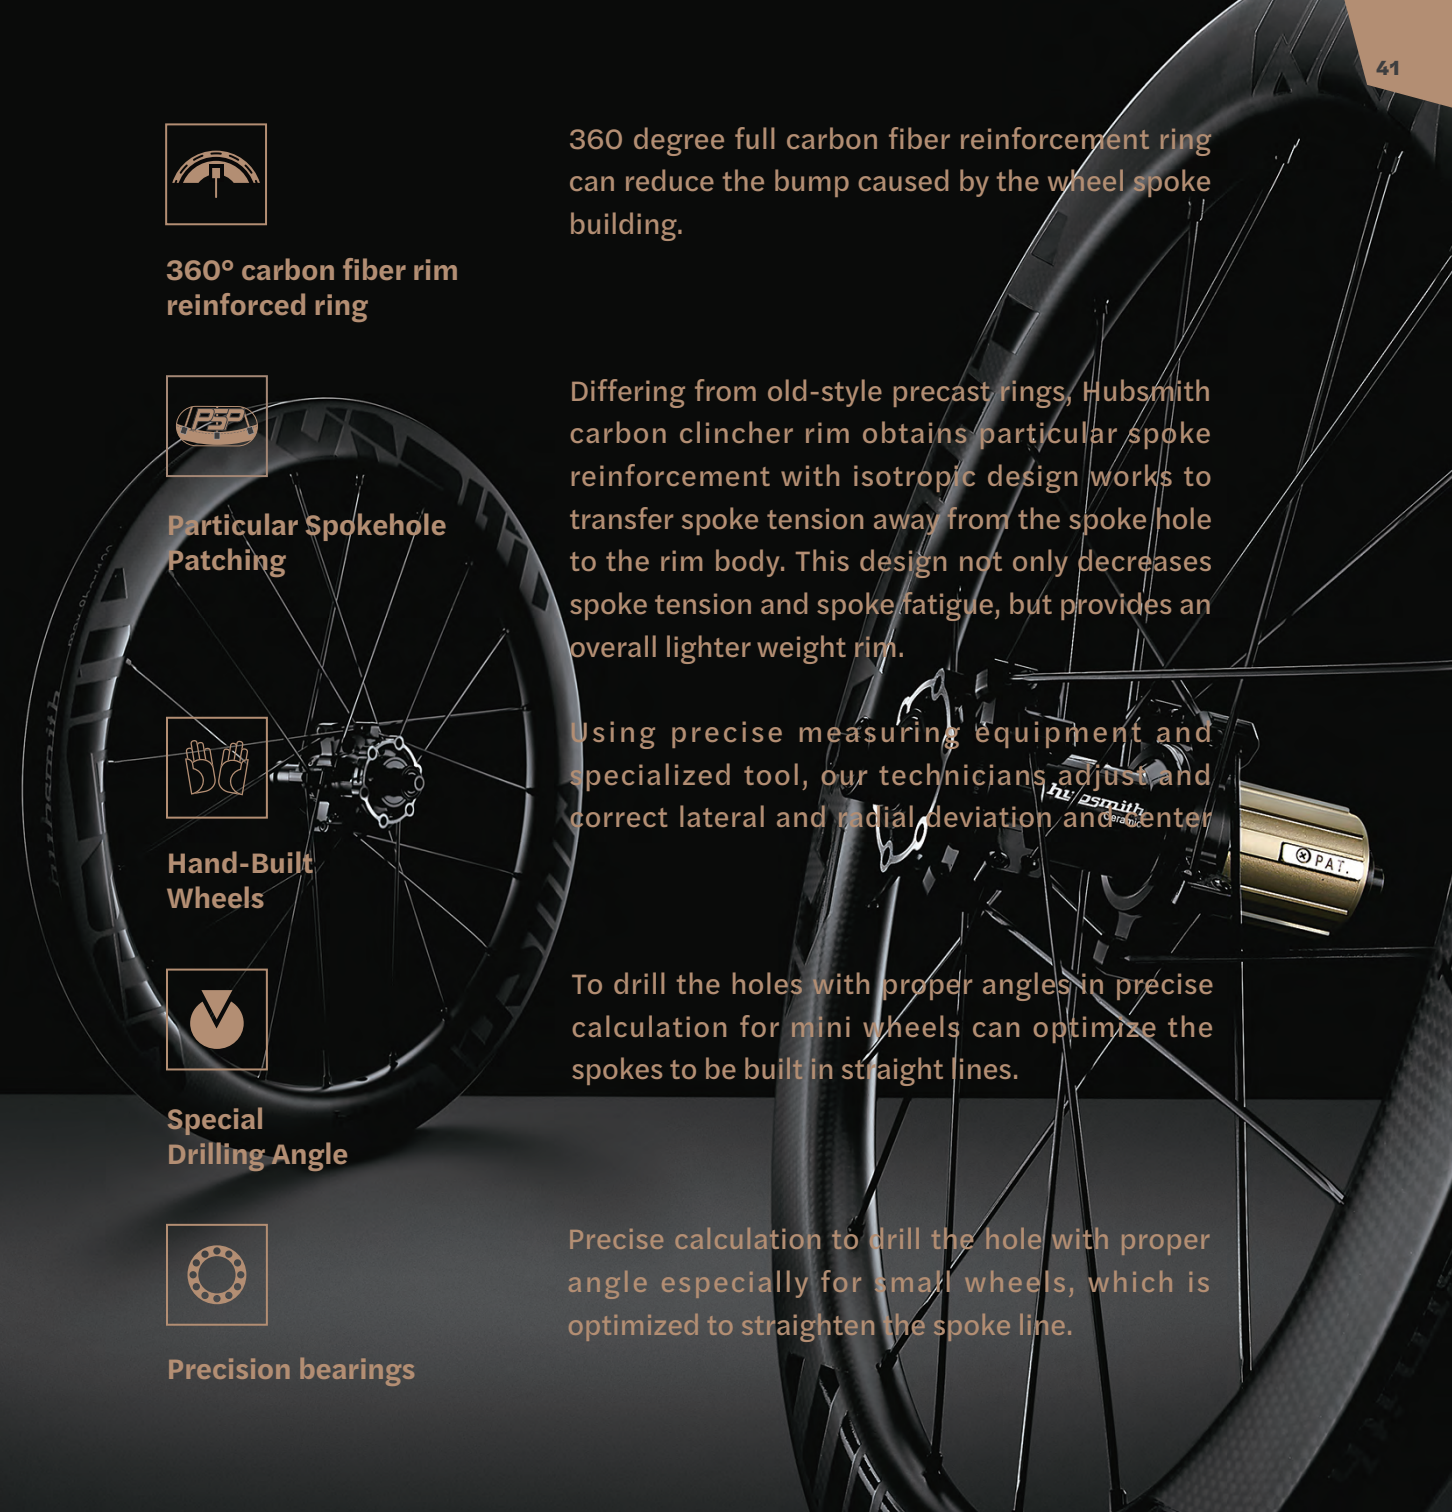 41
360 degree full carbon fiber reinforcement ring
can reduce the bump caused by the wheel spoke
building.
360° carbon fiber rim
reinforced ring
PSP
Differing from old-style precast rings, Hubsmith
carbon clincher rim obtains particular spoke
reinforcement with isotropic design works to
transfer spoke tension away from the spoke hole
to the rim body. This design not only decreases
spoke tension and spoke fatigue, but provides an
overall lighter weight rim.
Particular Spokehole
Patching
Using precise measuring equipment and
specialized tool, our technicians adjust and
correct lateral and radial deviation and center
Hand-Built
Wheels
hubsmith
Ceramic
PAT.
hubsmith
To drill the holes with proper angles in precise
calculation for mini wheels can optimize the
spokes to be built in straight lines.
Special
Drilling Angle
Precise calculation to drill the hole with proper
angle especially for small wheels, which is
optimized to straighten the spoke line.
Precision bearings